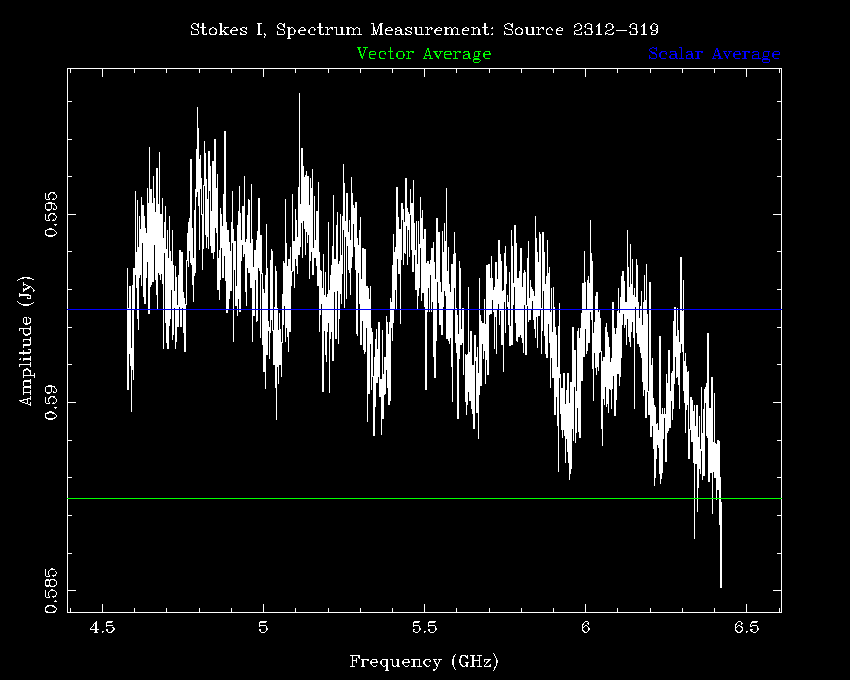 Stokes I, Spectrum Measurement: Source 2312−319
Vector Average
Scalar Average
0.595
0.59
0.585
Amplitude (Jy)
4.5
5
5.5
6
6.5
Frequency (GHz)